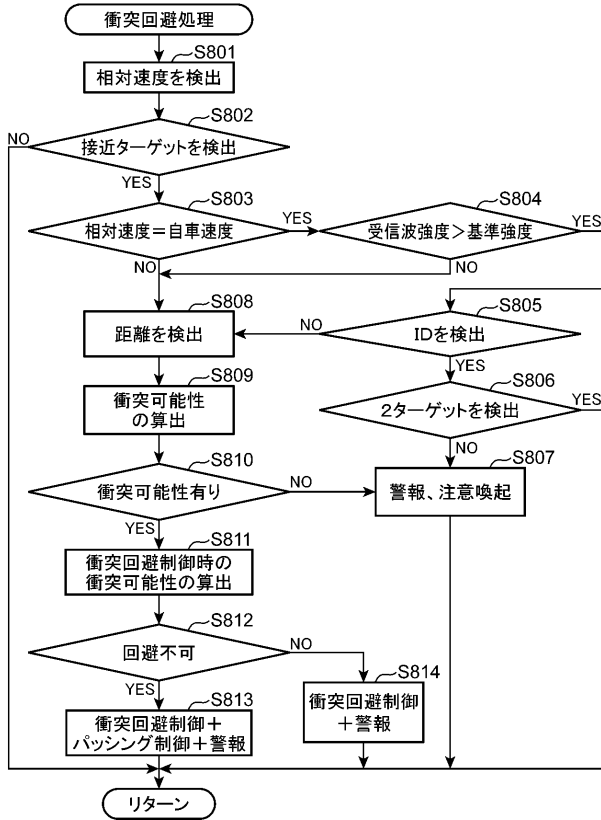 衝突回避処理
S801
相対速度を検出
S802
NO
接近ターゲットを検出
YES
S803
相対速度＝自車速度
YES
NO
S804
受信波強度＞基準強度
YES
NO
S805
IDを検出
NO
YES
S806
2ターゲットを検出
YES
NO
S807
警報、注意喚起
S808
距離を検出
S809
衝突可能性
の算出
S810
衝突可能性有り
NO
YES
S811
衝突回避制御時の
衝突可能性の算出
S812
回避不可
NO
YES
S813
衝突回避制御＋
パッシング制御＋警報
S814
衝突回避制御
＋警報
リターン